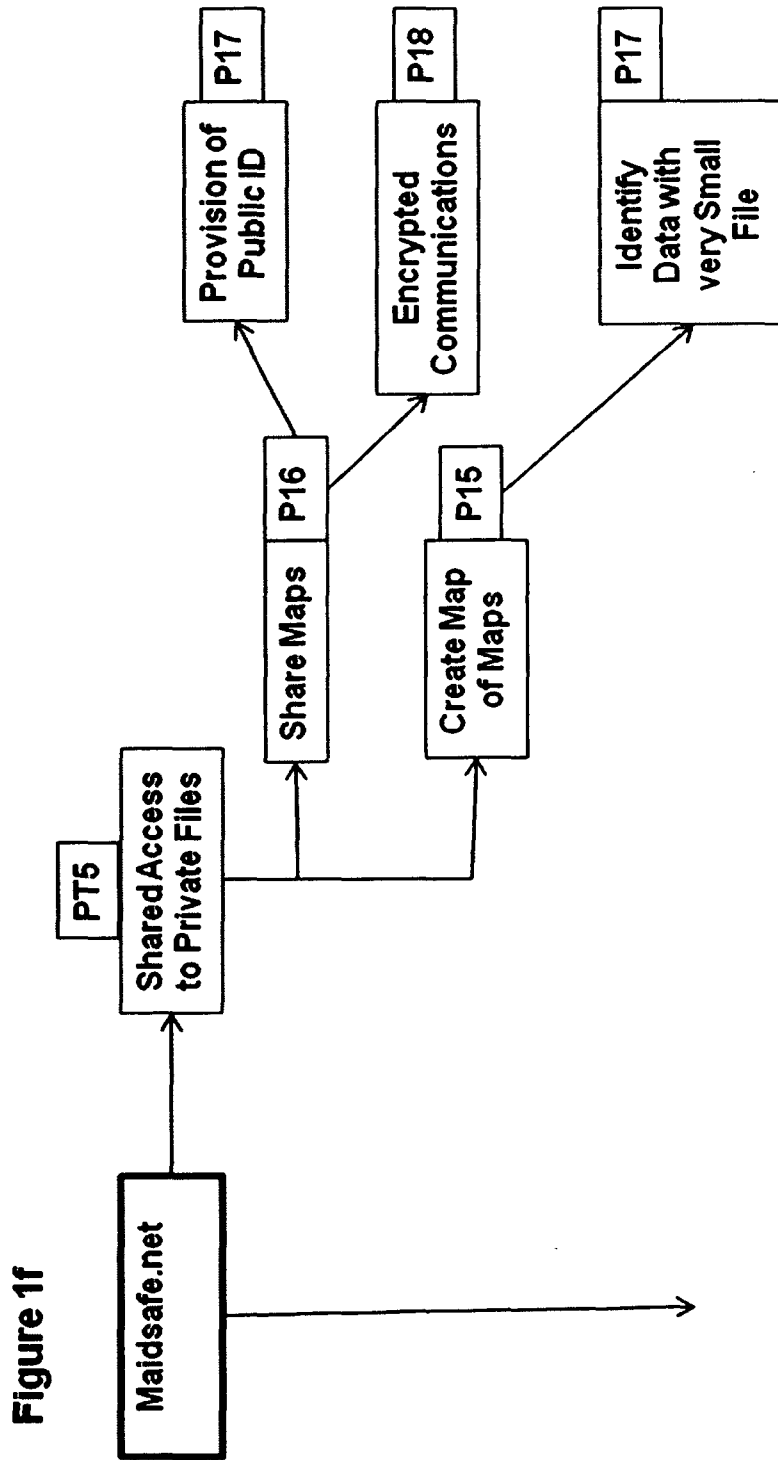 Figure 1f
Maidsafe.net
PT5
Shared Access
to Private Files
Share Maps
P16
Create Map
of Maps
P15
Provision of
Public ID
P17
Encrypted
Communications
P18
Identify
Data with
very Small
File
P17